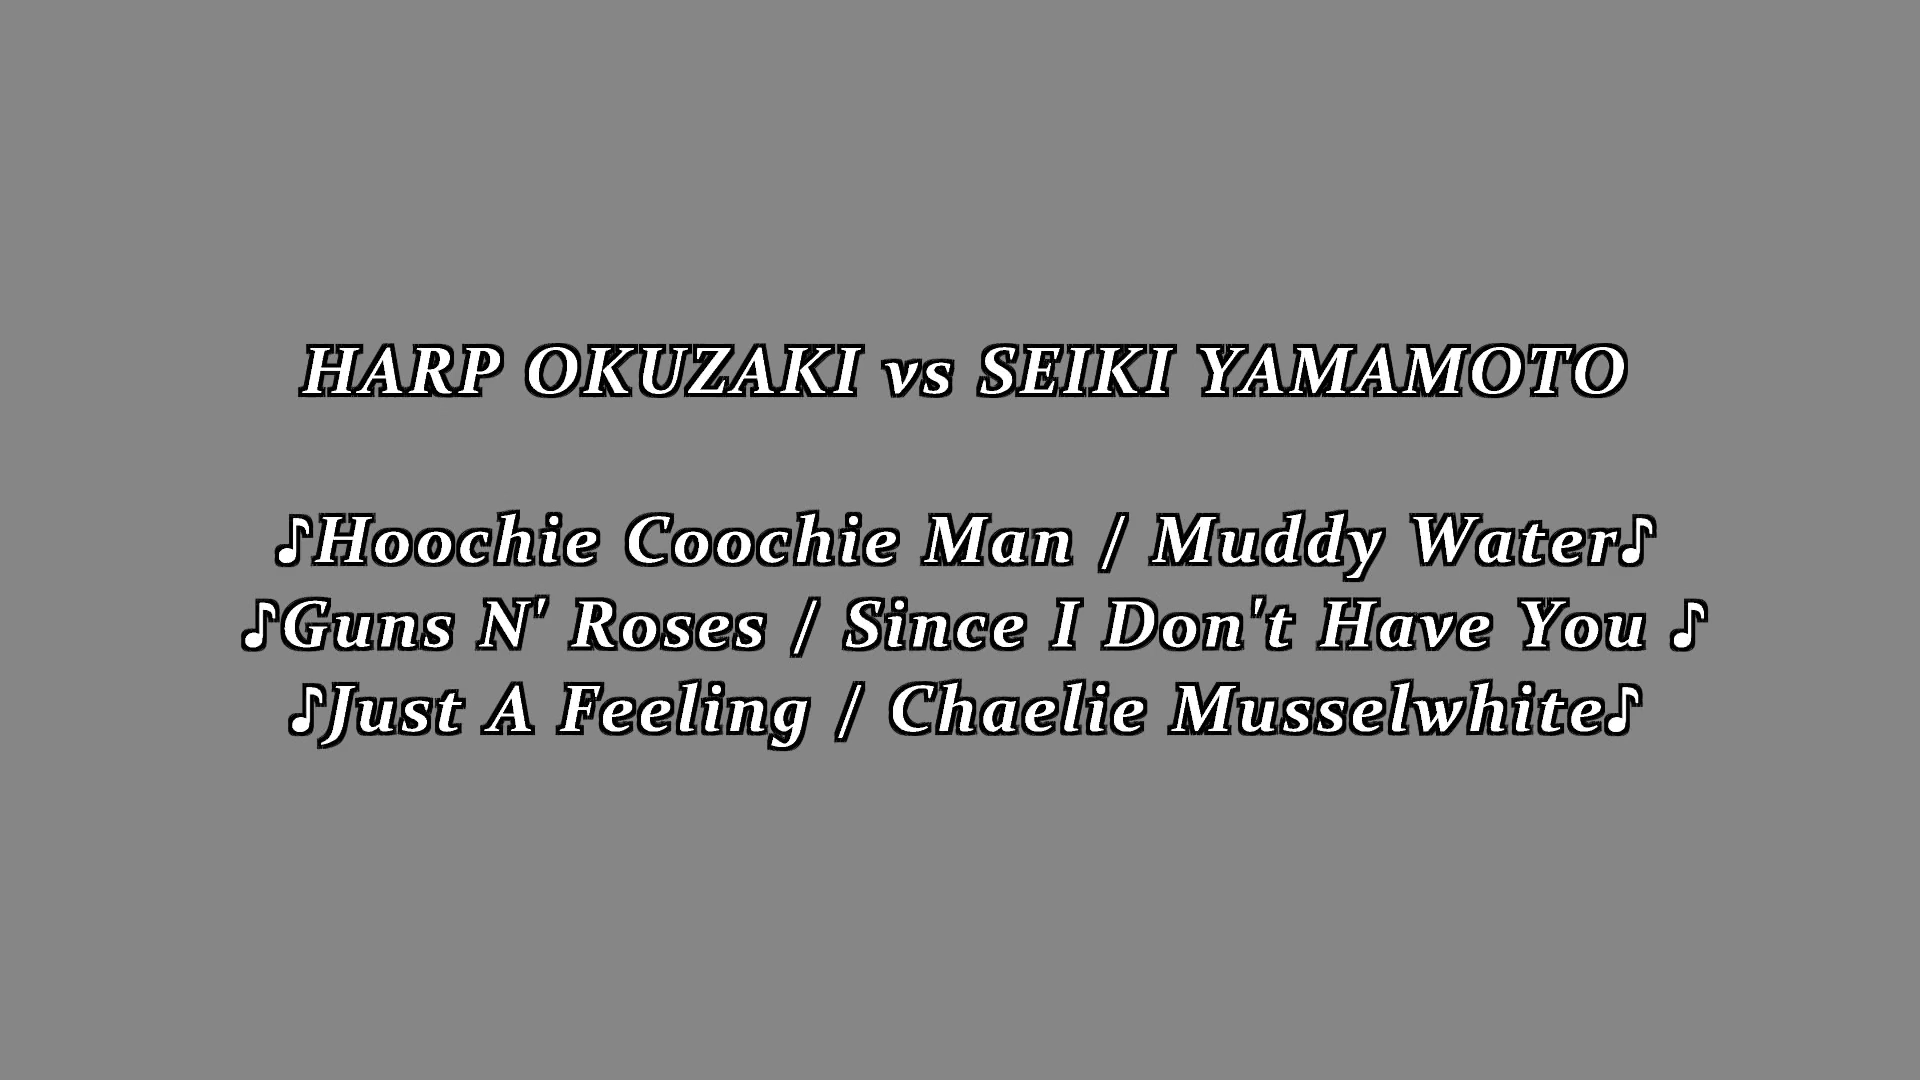 HARP OKUZAKI vs SEIKI YAMAMOTO
♪Hoochie Coochie Man / Muddy Water♪
♪Guns N' Roses / Since I Don't Have You ♪
♪Just A Feeling / Chaelie Musselwhite♪